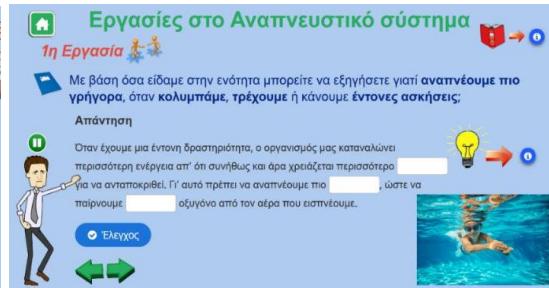 Εργασίες στο Αναπνευστικό σύστημα
1η Εργασία
Με βάση όσα είδαμε στην ενότητα μπορείτε να εξηγήσετε γιατί αναπνέουμε πιο
γρήγορα, όταν κολυμπάμε, τρέχουμε ή κάνουμε έντονες ασκήσεις;
Απάντηση
Όταν έχουμε μια έντονη δραστηριότητα, ο οργανισμός μας καταναλώνει
περισσότερη ενέργεια απ' ότι συνήθως και άρα χρειάζεται περισσότερο
για να ανταποκριθεί. Γι' αυτό πρέπει να αναπνέουμε πιο , ώστε να
παίρνουμε οξυγόνο από τον αέρα που εισπνέουμε.
Έλεγχος